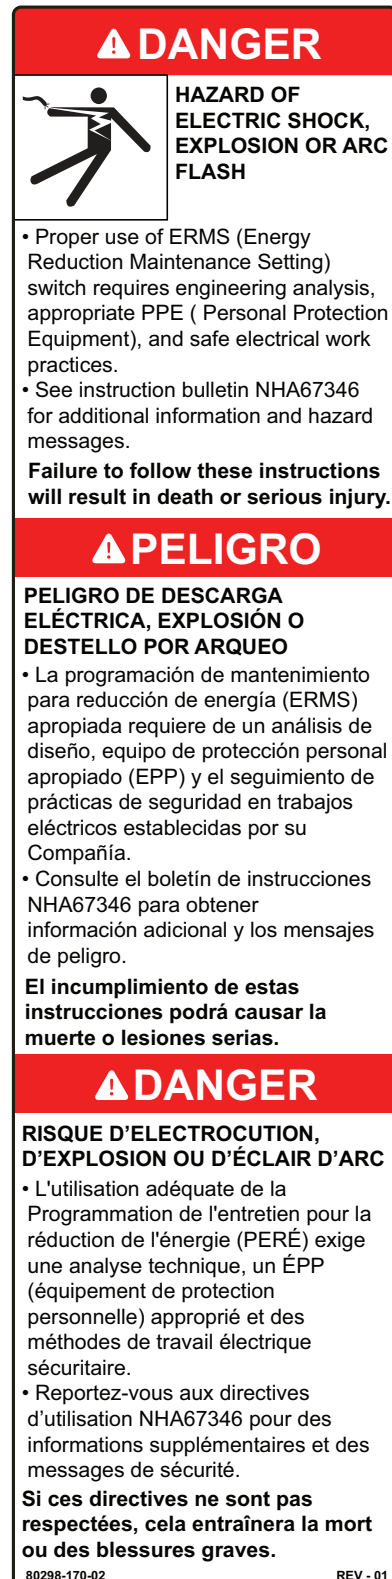 DANGER
HAZARD OF
ELECTRIC SHOCK,
EXPLOSION OR ARC
FLASH
• Proper use of ERMS (Energy
Reduction Maintenance Setting)
switch requires engineering analysis,
appropriate PPE ( Personal Protection
Equipment), and safe electrical work
practices.
• See instruction bulletin NHA67346
for additional information and hazard
messages.
Failure to follow these instructions
will result in death or serious injury.
PELIGRO
PELIGRO DE DESCARGA
ELÉCTRICA, EXPLOSIÓN O
DESTELLO POR ARQUEO
• La programación de mantenimiento
para reducción de energía (ERMS)
apropiada requiere de un análisis de
diseño, equipo de protección personal
apropiado (EPP) y el seguimiento de
prácticas de seguridad en trabajos
eléctricos establecidas por su
Compañía.
• Consulte el boletín de instrucciones
NHA67346 para obtener
información adicional y los mensajes
de peligro.
El incumplimiento de estas
instrucciones podrá causar la
muerte o lesiones serias.
DANGER
RISQUE D’ELECTROCUTION,
D’EXPLOSION OU D’ÉCLAIR D’ARC
• L'utilisation adéquate de la
Programmation de l'entretien pour la
réduction de l'énergie (PERÉ) exige
une analyse technique, un ÉPP
(équipement de protection
personnelle) approprié et des
méthodes de travail électrique
sécuritaire.
• Reportez-vous aux directives
d’utilisation NHA67346 pour des
informations supplémentaires et des
messages de sécurité.
Si ces directives ne sont pas
respectées, cela entraînera la mort
ou des blessures graves.
80298-170-02 REV - 01